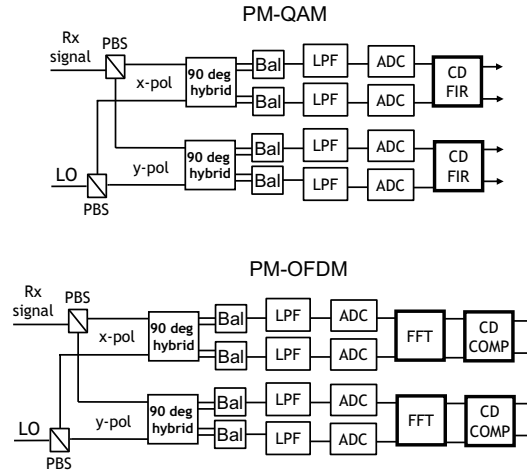 PM-QAM
Rx
signal
PBS
x-pol
90 deg
hybrid
Bal
LPF
ADC
Bal
LPF
ADC
CD
FIR
LO
PBS
y-pol
90 deg
hybrid
Bal
LPF
ADC
Bal
LPF
ADC
CD
FIR
PM-OFDM
Rx
signal
PBS
x-pol
90 deg
hybrid
Bal
LPF
ADC
Bal
LPF
ADC
FFT
CD
COMP
LO
PBS
y-pol
90 deg
hybrid
Bal
LPF
ADC
Bal
LPF
ADC
FFT
CD
COMP